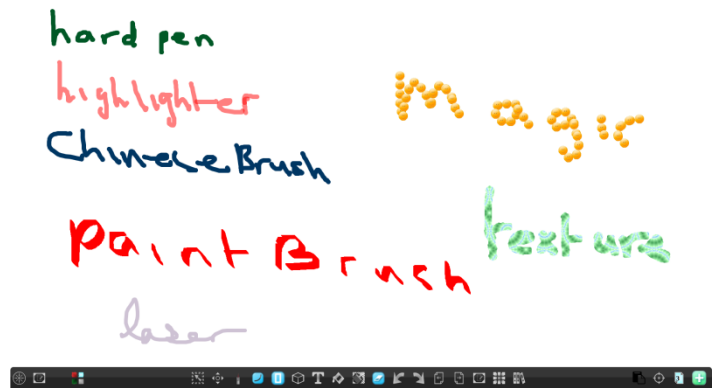 hard pen
highlighter
Magic
ChineseBrush
texture
paintBrush
laser